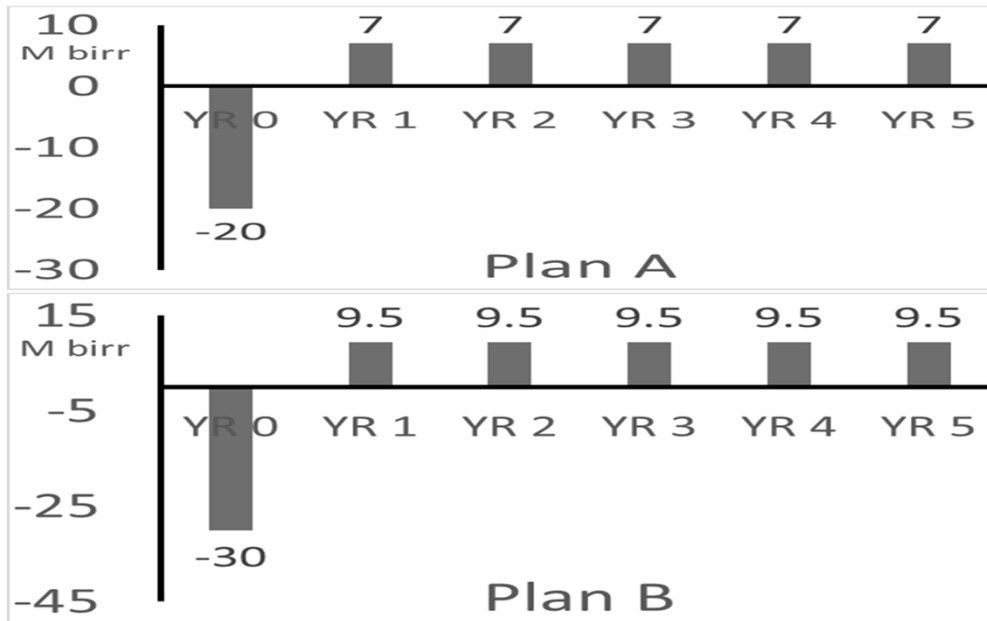 10 7 7 7 7 7
M birr
0
YR 0 YR 1 YR 2 YR 3 YR 4 YR 5
-10
-20
-20
-30 Plan A
15 9.5 9.5 9.5 9.5 9.5
M birr
-5
YR 0 YR 1 YR 2 YR 3 YR 4 YR 5
-25
-30
-45 Plan B